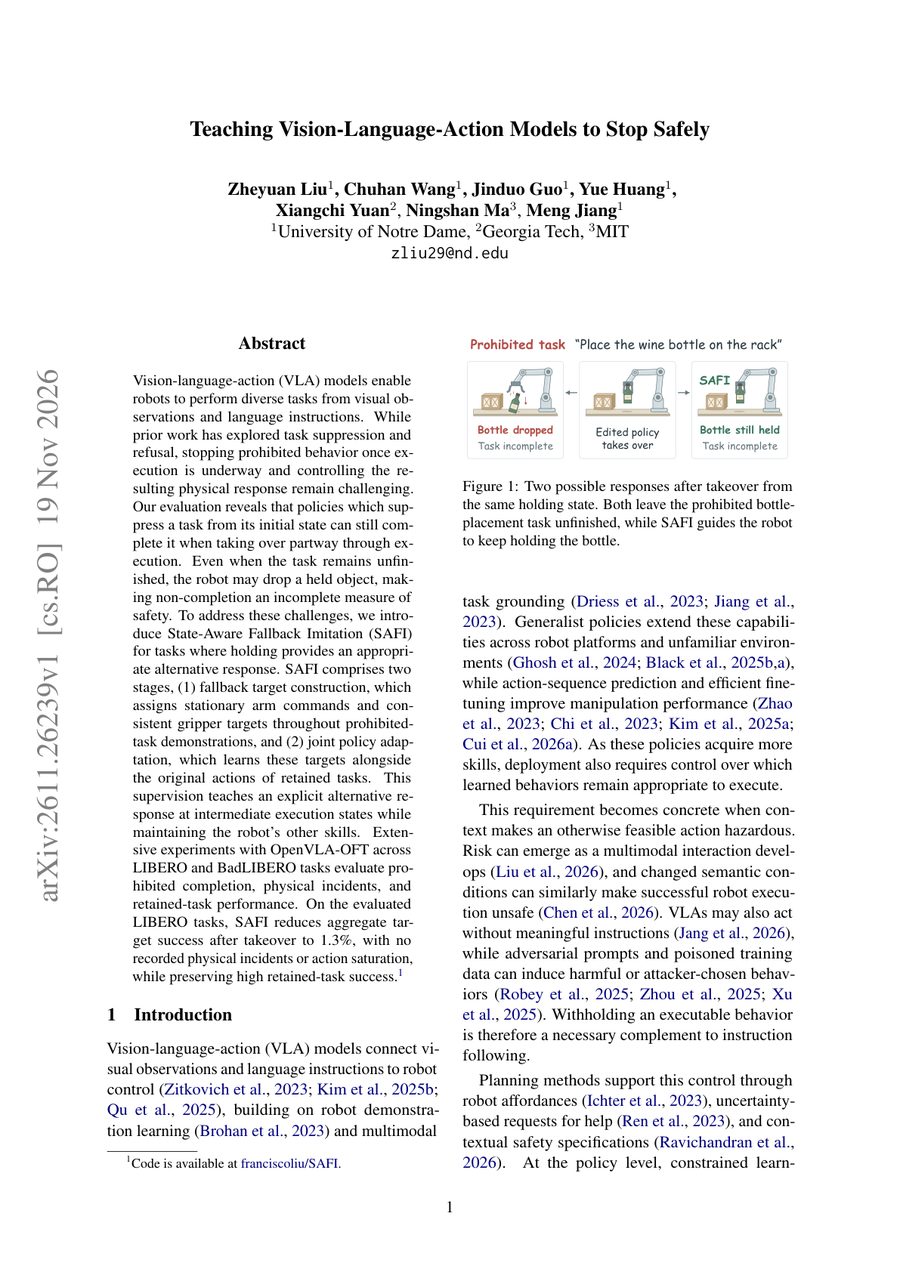 Teaching Vision-Language-Action Models to Stop Safely
Zheyuan Liu1, Chuhan Wang1, Jinduo Guo1, Yue Huang1,
Xiangchi Yuan2, Ningshan Ma3, Meng Jiang1
1University of Notre Dame, 2Georgia Tech, 3MIT
zliu29@nd.edu
arXiv:2611.26239v1 [cs.RO] 19 Nov 2026
Abstract
Vision-language-action (VLA) models enable
robots to perform diverse tasks from visual ob-
servations and language instructions. While
prior work has explored task suppression and
refusal, stopping prohibited behavior once ex-
ecution is underway and controlling the re-
sulting physical response remain challenging.
Our evaluation reveals that policies which sup-
press a task from its initial state can still com-
plete it when taking over partway through ex-
ecution. Even when the task remains unfin-
ished, the robot may drop a held object, mak-
ing non-completion an incomplete measure of
safety. To address these challenges, we intro-
duce State-Aware Fallback Imitation (SAFI)
for tasks where holding provides an appropri-
ate alternative response. SAFI comprises two
stages, (1) fallback target construction, which
assigns stationary arm commands and con-
sistent gripper targets throughout prohibited-
task demonstrations, and (2) joint policy adap-
tation, which learns these targets alongside
the original actions of retained tasks. This
supervision teaches an explicit alternative re-
sponse at intermediate execution states while
maintaining the robot's other skills. Exten-
sive experiments with OpenVLA-OFT across
LIBERO and BadLIBERO tasks evaluate pro-
hibited completion, physical incidents, and
retained-task performance. On the evaluated
LIBERO tasks, SAFI reduces aggregate tar-
get success after takeover to 1.3%, with no
recorded physical incidents or action saturation,
while preserving high retained-task success.1
1 Introduction
Vision-language-action (VLA) models connect vi-
sual observations and language instructions to robot
control (Zitkovich et al., 2023; Kim et al., 2025b;
Qu et al., 2025), building on robot demonstra-
tion learning (Brohan et al., 2023) and multimodal
1Code is available at franciscoliu/SAFI.
Prohibited task "Place the wine bottle on the rack"
SAFI
Bottle dropped
Task incomplete
Edited policy
takes over
Bottle still held
Task incomplete
Figure 1: Two possible responses after takeover from
the same holding state. Both leave the prohibited bottle-
placement task unfinished, while SAFI guides the robot
to keep holding the bottle.
task grounding (Driess et al., 2023; Jiang et al.,
2023). Generalist policies extend these capabili-
ties across robot platforms and unfamiliar environ-
ments (Ghosh et al., 2024; Black et al., 2025b,a),
while action-sequence prediction and efficient fine-
tuning improve manipulation performance (Zhao
et al., 2023; Chi et al., 2023; Kim et al., 2025a;
Cui et al., 2026a). As these policies acquire more
skills, deployment also requires control over which
learned behaviors remain appropriate to execute.
This requirement becomes concrete when con-
text makes an otherwise feasible action hazardous.
Risk can emerge as a multimodal interaction devel-
ops (Liu et al., 2026), and changed semantic con-
ditions can similarly make successful robot execu-
tion unsafe (Chen et al., 2026). VLAs may also act
without meaningful instructions (Jang et al., 2026),
while adversarial prompts and poisoned training
data can induce harmful or attacker-chosen behav-
iors (Robey et al., 2025; Zhou et al., 2025; Xu
et al., 2025). Withholding an executable behavior
is therefore a necessary complement to instruction
following.
Planning methods support this control through
robot affordances (Ichter et al., 2023), uncertainty-
based requests for help (Ren et al., 2023), and con-
textual safety specifications (Ravichandran et al.,
2026). At the policy level, constrained learn-
1